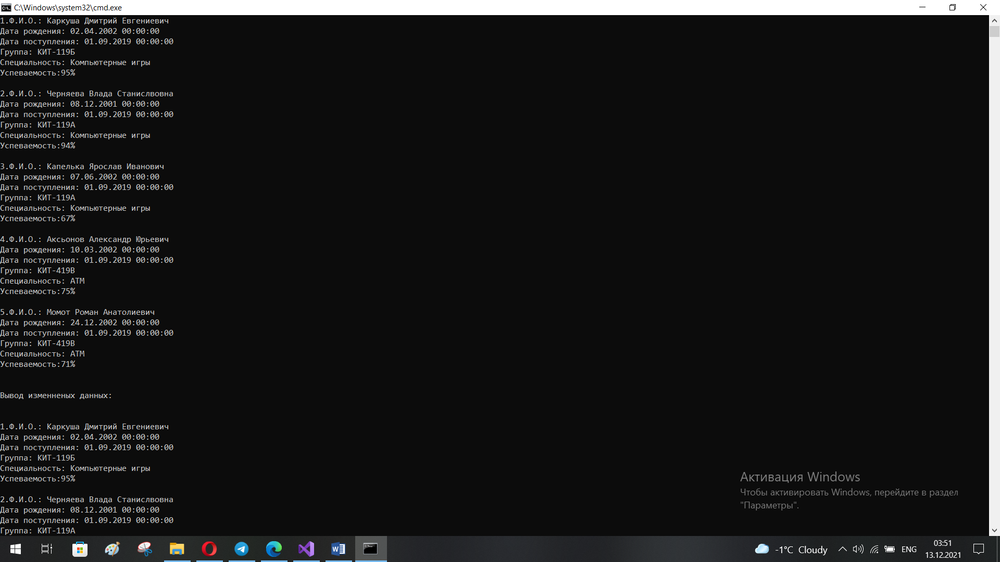 C:\Windows\system32\cmd.exe
1.Ф.И.О.: Каркуша Дмитрий Евгениевич
Дата рождения: 02.04.2002 00:00:00
Дата поступления: 01.09.2019 00:00:00
Группа: КИТ-119Б
Специальность: Компьютерные игры
Успеваемость:95%
2.Ф.И.О.: Черняева Влада Станислвовна
Дата рождения: 08.12.2001 00:00:00
Дата поступления: 01.09.2019 00:00:00
Группа: КИТ-119А
Специальность: Компьютерные игры
Успеваемость:94%
3.Ф.И.О.: Капелька Ярослав Иванович
Дата рождения: 07.06.2002 00:00:00
Дата поступления: 01.09.2019 00:00:00
Группа: КИТ-119А
Специальность: Компьютерные игры
Успеваемость:67%
4.Ф.И.О.: Аксьонов Александр Юрьевич
Дата рождения: 10.03.2002 00:00:00
Дата поступления: 01.09.2019 00:00:00
Группа: КИТ-419В
Специальность: АТМ
Успеваемость:75%
5.Ф.И.О.: Момот Роман Анатолиевич
Дата рождения: 24.12.2002 00:00:00
Дата поступления: 01.09.2019 00:00:00
Группа: КИТ-419В
Специальность: АТМ
Успеваемость:71%
Вывод изменненых данных:
1.Ф.И.О.: Каркуша Дмитрий Евгениевич
Дата рождения: 02.04.2002 00:00:00
Дата поступления: 01.09.2019 00:00:00
Группа: КИТ-119Б
Специальность: Компьютерные игры
Успеваемость:95%
2.Ф.И.О.: Черняева Влада Станислвовна
Дата рождения: 08.12.2001 00:00:00
Дата поступления: 01.09.2019 00:00:00
Группа: КИТ-119А
Активация Windows
Чтобы активировать Windows, перейдите в раздел
"Параметры".
-1°C Cloudy
ENG
03:51
13.12.2021